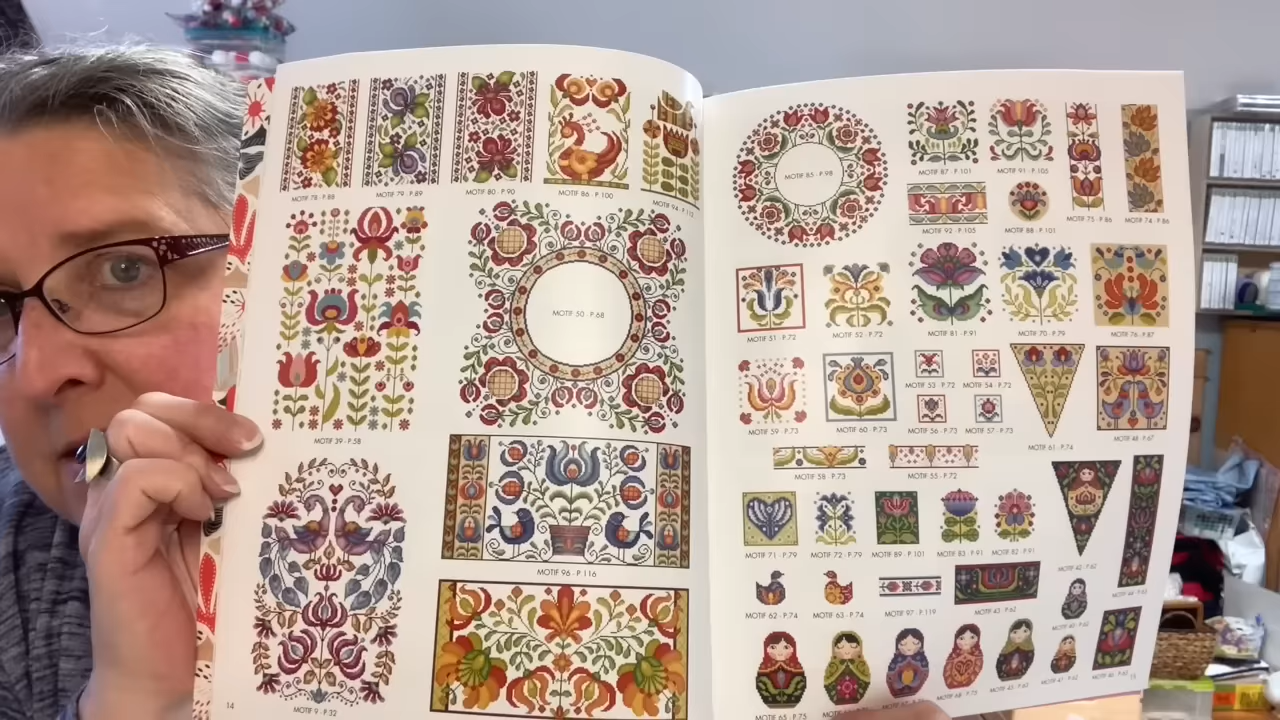 MOTIF 78 - P.88
MOTIF 79 - P.89
MOTIF 80 - P.90
MOTIF 86 - P.100
MOTIF 39 - P.58
MOTIF 50 - P.68
MOTIF 96 - P.116
MOTIF 9 - P.32
14
MOTIF 85 - P.98
MOTIF 87 - P.101
MOTIF 91 - P.105
MOTIF 75 - P.86
MOTIF 74 - P.86
MOTIF 92 - P.105
MOTIF 88 - P.101
MOTIF 51 - P.72
MOTIF 52 - P.72
MOTIF 81 - P.91
MOTIF 70 - P.79
MOTIF 76 - P.87
MOTIF 53 - P.72
MOTIF 54 - P.72
MOTIF 59 - P.73
MOTIF 60 - P.73
MOTIF 56 - P.73
MOTIF 57 - P.73
MOTIF 61 - P.74
MOTIF 48 - P.67
MOTIF 58 - P.73
MOTIF 55 - P.72
MOTIF 71 - P.79
MOTIF 72 - P.79
MOTIF 89 - P.101
MOTIF 83 - P.91
MOTIF 82 - P.91
MOTIF 62 - P.74
MOTIF 63 - P.74
MOTIF 97 - P.119
MOTIF 43 - P.62
MOTIF 65 - P.75
15